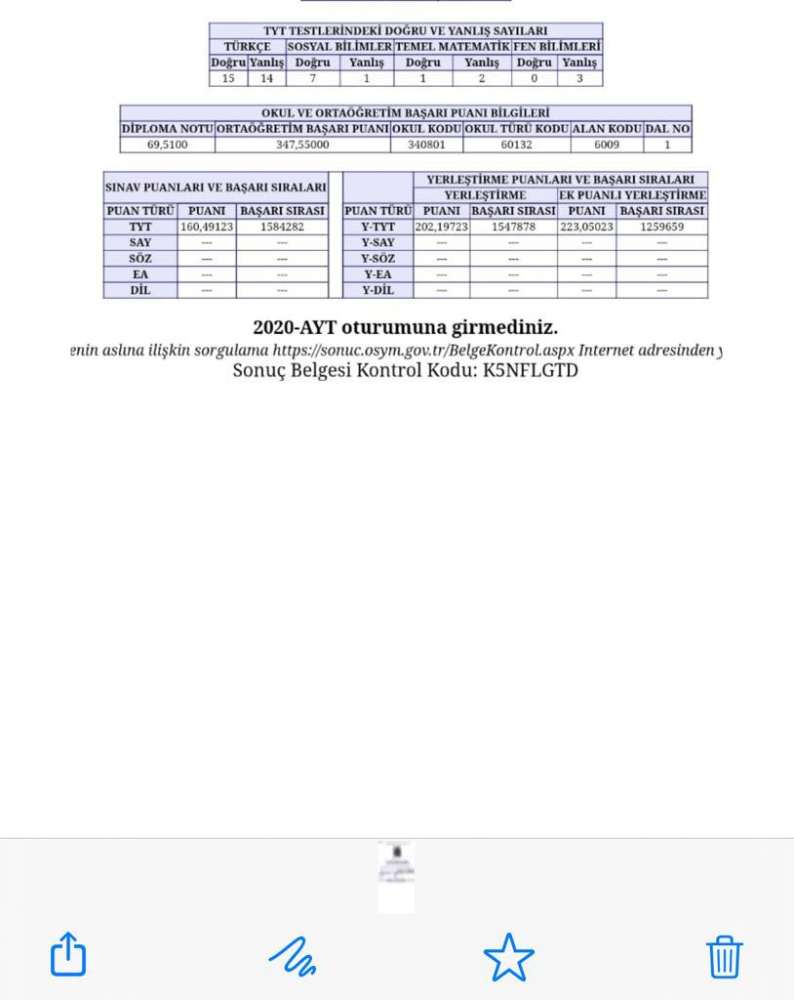 TYT TESTLERİNDEKİ DOĞRU VE YANLIŞ SAYILARI
TÜRKÇE SOSYAL BİLİMLER TEMEL MATEMATİK FEN BİLİMLERİ
Doğru Yanlış Doğru Yanlış Doğru Yanlış Doğru Yanlış
15 14 7 1 1 2 0 3
OKUL VE ORTAÖĞRETİM BAŞARI PUANI BİLGİLERİ
DİPLOMA NOTU ORTAÖĞRETİM BAŞARI PUANI OKUL KODU OKUL TÜRÜ KODU ALAN KODU DAL NO
69,5100 347,55000 340801 60132 6009 1
SINAV PUANLARI VE BAŞARI SIRALARI
PUAN TÜRÜ PUANI BAŞARI SIRASI
TYT 160,49123 1584282
SAY --- ---
SÖZ --- ---
EA --- ---
DİL --- ---
YERLEŞTİRME PUANLARI VE BAŞARI SIRALARI
YERLEŞTİRME EK PUANLI YERLEŞTİRME
PUAN TÜRÜ PUANI BAŞARI SIRASI PUANI BAŞARI SIRASI
Y-TYT 202,19723 1547878 223,05023 1259659
Y-SAY --- --- --- ---
Y-SÖZ --- --- --- ---
Y-EA --- --- --- ---
Y-DİL --- --- --- ---
2020-AYT oturumuna girmediniz.
enin aslına ilişkin sorgulama https://sonuc.osym.gov.tr/BelgeKontrol.aspx Internet adresinden y
Sonuç Belgesi Kontrol Kodu: K5NFLGTD